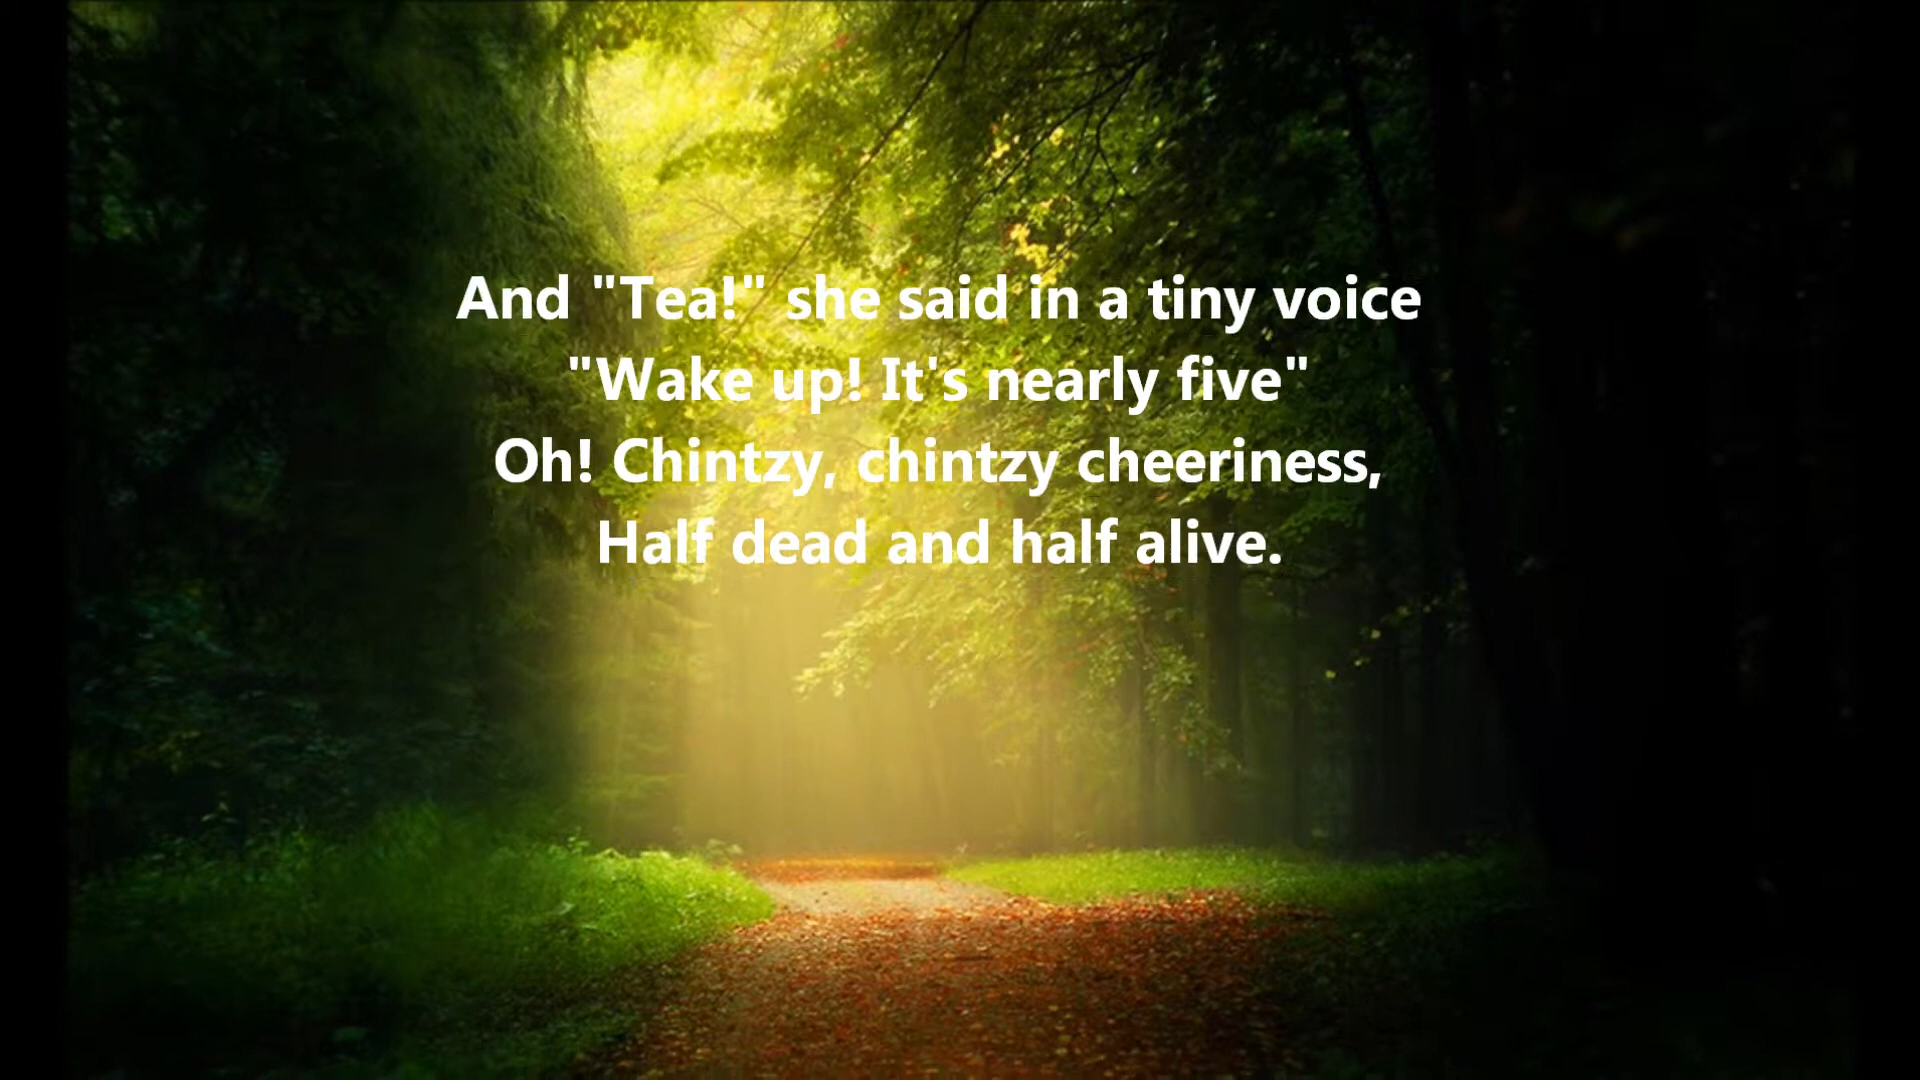 And "Tea!" she said in a tiny voice
"Wake up! It's nearly five"
Oh! Chintzy, chintzy cheeriness,
Half dead and half alive.